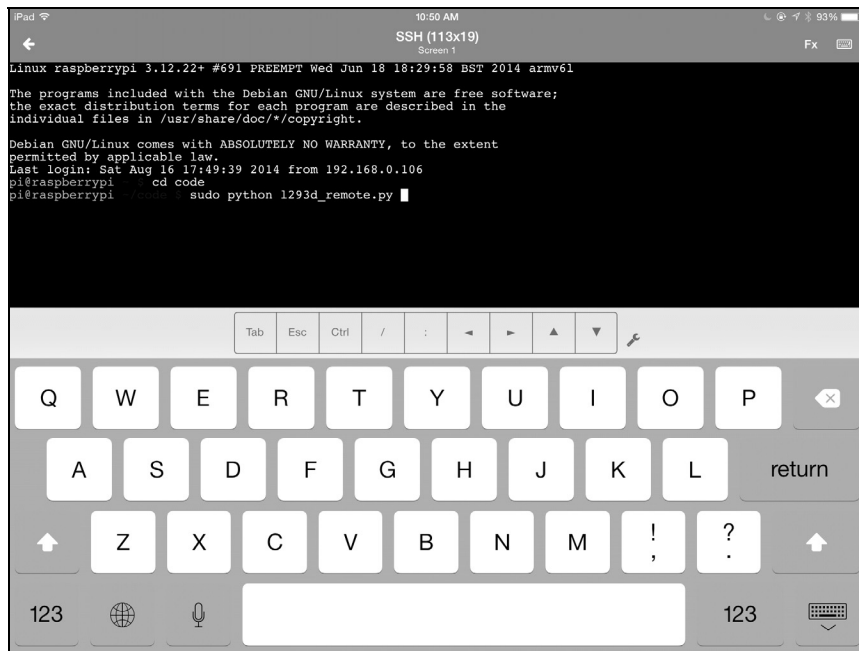 iPad 10:50 AM 93%
SSH (113x19)
Screen 1
Fx
Linux raspberrypi 3.12.22+ #691 PREEMPT Wed Jun 18 18:29:58 BST 2014 armv6l
The programs included with the Debian GNU/Linux system are free software;
the exact distribution terms for each program are described in the
individual files in /usr/share/doc/*/copyright.
Debian GNU/Linux comes with ABSOLUTELY NO WARRANTY, to the extent
permitted by applicable law.
Last login: Sat Aug 16 17:49:39 2014 from 192.168.0.106
pi@raspberrypi ~ $ cd code
pi@raspberrypi ~/code $ sudo python l293d_remote.py
Tab Esc Ctrl / : ◄ ► ▲ ▼
Q W E R T Y U I O P
A S D F G H J K L return
Z X C V B N M ! , ? .
123 123